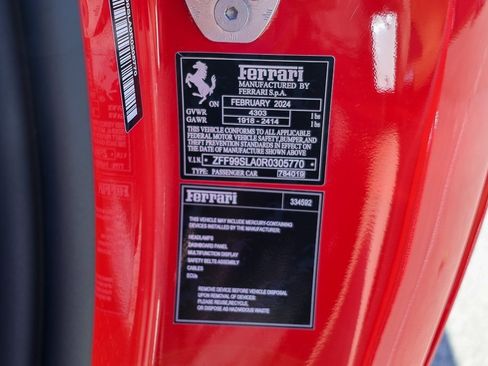 Ferrari
MANUFACTURED BY
FERRARI S.p.A.
ON FEBRUARY 2024
GVWR 4303 lbs
GAWR 1918 - 2414 lbs
THIS VEHICLE CONFORMS TO ALL APPLICABLE
FEDERAL MOTOR VEHICLE SAFETY,BUMPER,AND
THEFT PREVENTION STANDARDS IN EFFECT ON
THE DATE OF MANUFACTURE SHOWN ABOVE
V.I.N. ZFF99SLA0R0305770
TYPE: PASSENGER CAR 784019
Ferrari 334592
THIS VEHICLE MAY INCLUDE MERCURY-CONTAINING
DEVICES INSTALLED BY THE MANUFACTURER:
HEADLAMPS
DASHBOARD PANEL
MULTIFUNCTION DISPLAY
SAFETY BELTS ASSEMBLY
CABLES
ECUs
REMOVE DEVICE BEFORE VEHICLE DISPOSAL
UPON REMOVAL OF DEVICES:
PLEASE REUSE, RECYCLE,
OR DISPOSE AS HAZARDOUS WASTE